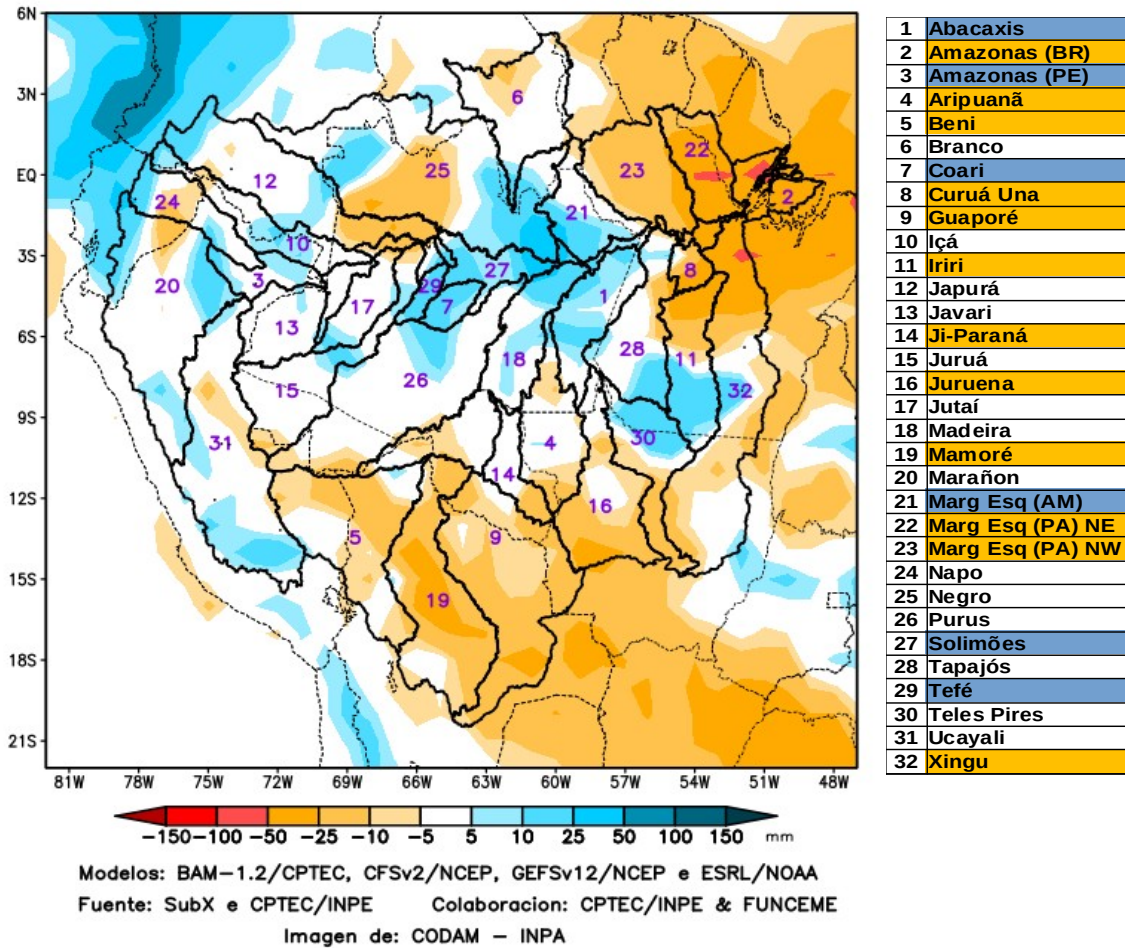 6N
3N
EQ
3S
6S
9S
12S
15S
18S
21S
81W 78W 75W 72W 69W 66W 63W 60W 57W 54W 51W 48W
6
25
12
23
22
24
2
21
10
27
3
20
29
8
7
1
17
13
28
18
11
26
15
32
30
31
4
14
16
5
9
19
-150 -100 -50 -25 -10 -5 5 10 25 50 100 150 mm
Modelos: BAM-1.2/CPTEC, CFSv2/NCEP, GEFSv12/NCEP e ESRL/NOAA
Fuente: SubX e CPTEC/INPE Colaboracion: CPTEC/INPE & FUNCEME
Imagen de: CODAM - INPA
1 Abacaxis
2 Amazonas (BR)
3 Amazonas (PE)
4 Aripuanã
5 Beni
6 Branco
7 Coari
8 Curuá Una
9 Guaporé
10 Içá
11 Iriri
12 Japurá
13 Javari
14 Ji-Paraná
15 Juruá
16 Juruena
17 Jutaí
18 Madeira
19 Mamoré
20 Marañon
21 Marg Esq (AM)
22 Marg Esq (PA) NE
23 Marg Esq (PA) NW
24 Napo
25 Negro
26 Purus
27 Solimões
28 Tapajós
29 Tefé
30 Teles Pires
31 Ucayali
32 Xingu